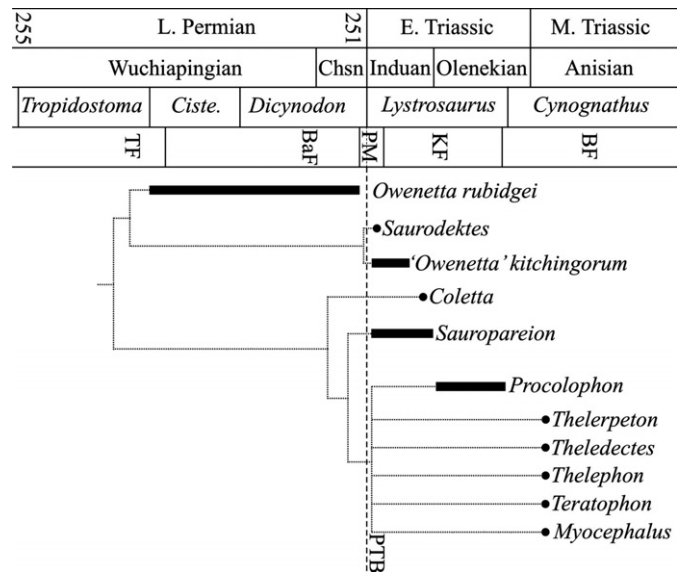 255 L. Permian 251 E. Triassic M. Triassic
Wuchiapingian Chsn Induan Olenekian Anisian
Tropidostoma Ciste. Dicynodon Lystrosaurus Cynognathus
TF BaF PM KF BF
Owenetta rubidgei
Saurodektes
‘Owenetta’ kitchingorum
Coletta
Sauropareion
Procolophon
Thelerpeton
Theledectes
Thelephon
Teratophon
Myocephalus
PTB